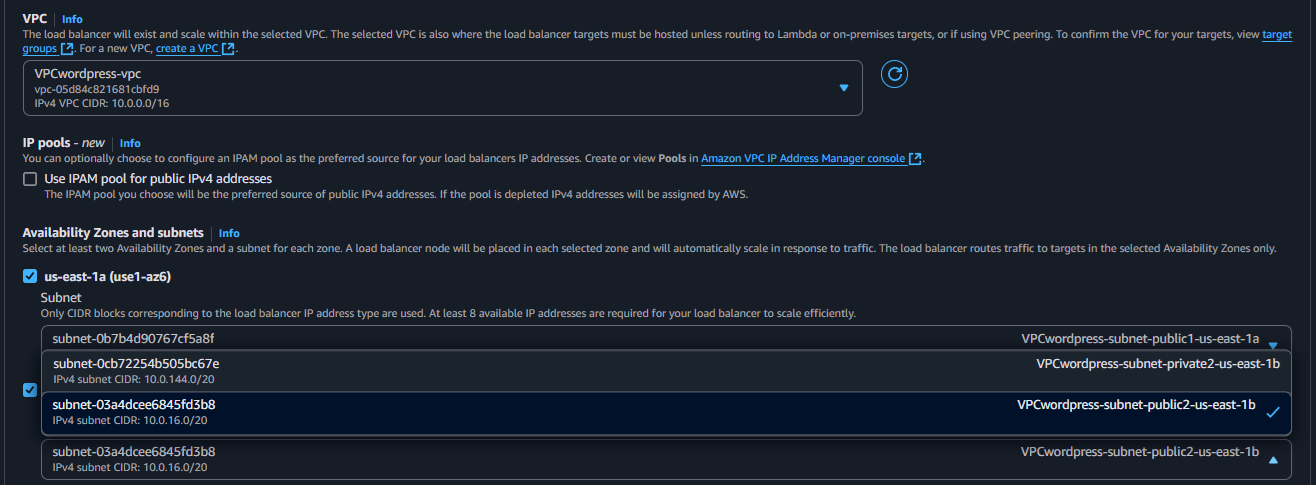 VPC Info
The load balancer will exist and scale within the selected VPC. The selected VPC is also where the load balancer targets must be hosted unless routing to Lambda or on-premises targets, or if using VPC peering. To confirm the VPC for your targets, view target
groups. For a new VPC, create a VPC.
VPCwordpress-vpc
vpc-05d84c821681cbfd9
IPv4 VPC CIDR: 10.0.0.0/16
IP pools - new Info
You can optionally choose to configure an IPAM pool as the preferred source for your load balancers IP addresses. Create or view Pools in Amazon VPC IP Address Manager console.
Use IPAM pool for public IPv4 addresses
The IPAM pool you choose will be the preferred source of public IPv4 addresses. If the pool is depleted IPv4 addresses will be assigned by AWS.
Availability Zones and subnets Info
Select at least two Availability Zones and a subnet for each zone. A load balancer node will be placed in each selected zone and will automatically scale in response to traffic. The load balancer routes traffic to targets in the selected Availability Zones only.
us-east-1a (use1-az6)
Subnet
Only CIDR blocks corresponding to the load balancer IP address type are used. At least 8 available IP addresses are required for your load balancer to scale efficiently.
subnet-0b7b4d90767cf5a8f VPCwordpress-subnet-public1-us-east-1a
subnet-0cb72254b505bc67e VPCwordpress-subnet-private2-us-east-1b
IPv4 subnet CIDR: 10.0.144.0/20
subnet-03a4dcee6845fd3b8 VPCwordpress-subnet-public2-us-east-1b
IPv4 subnet CIDR: 10.0.16.0/20
subnet-03a4dcee6845fd3b8 VPCwordpress-subnet-public2-us-east-1b
IPv4 subnet CIDR: 10.0.16.0/20